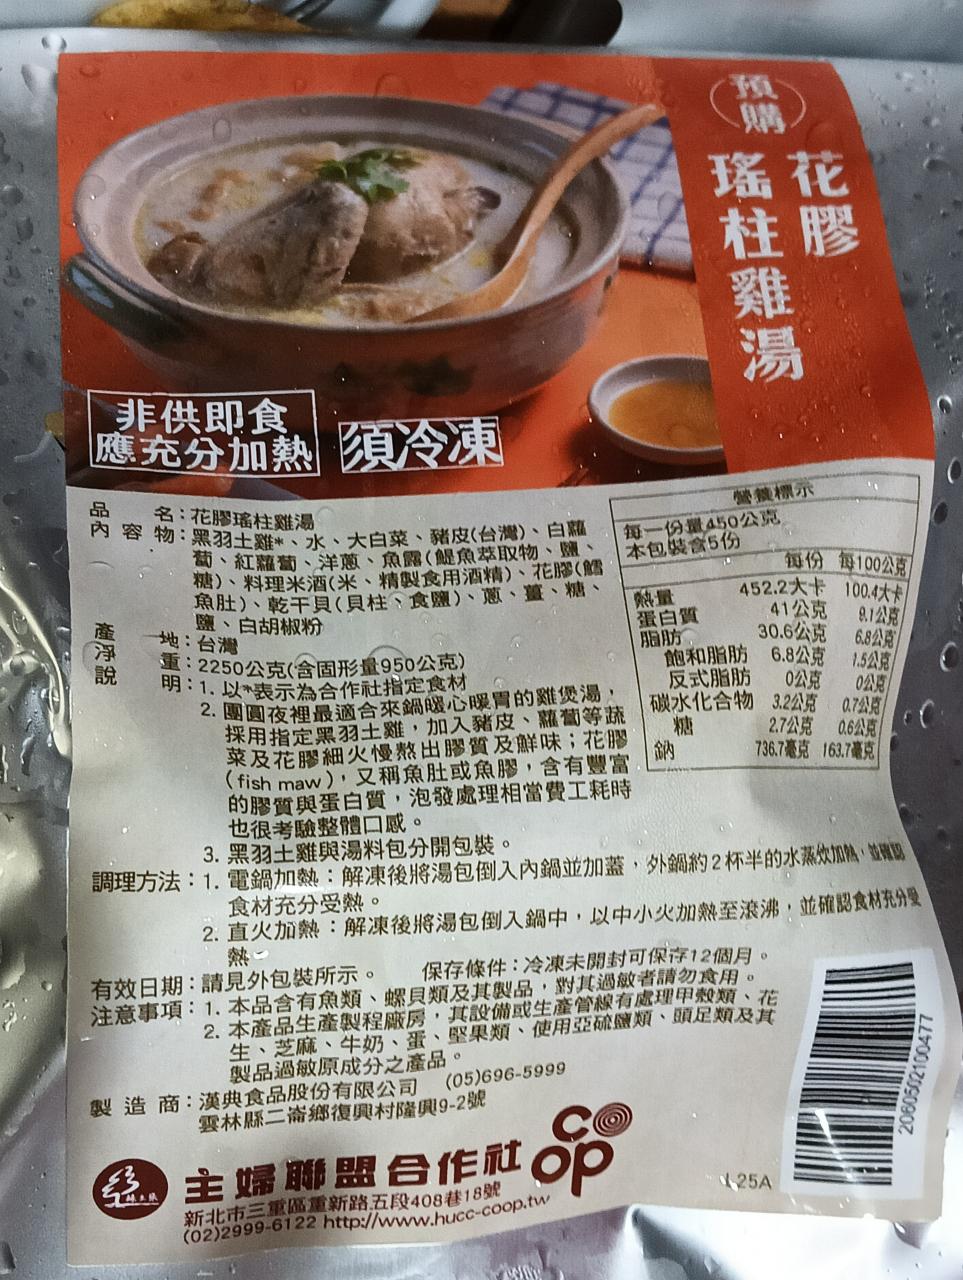 預購
花膠
瑤柱雞湯
非供即食
應充分加熱
須冷凍
品名：花膠瑤柱雞湯
內容物：黑羽土雞*、水、大白菜、豬皮(台灣)、白蘿
蔔、紅蘿蔔、洋蔥、魚露(鯷魚萃取物、鹽、
糖)、料理米酒(米、精製食用酒精)、花膠(鱈
魚肚)、乾干貝(貝柱、食鹽)、蔥、薑、糖、
鹽、白胡椒粉
產地：台灣
淨重：2250公克(含固形量950公克)
說明：1. 以*表示為合作社指定食材
2. 團圓夜裡最適合來鍋暖心暖胃的雞煲湯，
採用指定黑羽土雞，加入豬皮、蘿蔔等蔬
菜及花膠細火慢熬出膠質及鮮味；花膠
(fish maw)，又稱魚肚或魚膠，含有豐富
的膠質與蛋白質，泡發處理相當費工耗時
也很考驗整體口感。
3. 黑羽土雞與湯料包分開包裝。
營養標示
每一份量450公克
本包裝含5份
每份 每100公克
熱量 452.2大卡 100.4大卡
蛋白質 41公克 9.1公克
脂肪 30.6公克 6.8公克
飽和脂肪 6.8公克 1.5公克
反式脂肪 0公克 0公克
碳水化合物 3.2公克 0.7公克
糖 2.7公克 0.6公克
鈉 736.7毫克 163.7毫克
調理方法：1. 電鍋加熱：解凍後將湯包倒入內鍋並加蓋，外鍋約2杯半的水蒸炊加熱，並確認
食材充分受熱。
2. 直火加熱：解凍後將湯包倒入鍋中，以中小火加熱至滾沸，並確認食材充分受
熱。
有效日期：請見外包裝所示。 保存條件：冷凍未開封可保存12個月。
注意事項：1. 本品含有魚類、螺貝類及其製品，對其過敏者請勿食用。
2. 本產品生產製程廠房，其設備或生產管線有處理甲殼類、花
生、芝麻、牛奶、蛋、堅果類、使用亞硫鹽類、頭足類及其
製品過敏原成分之產品。
製造商：漢典食品股份有限公司 (05)696-5999
雲林縣二崙鄉復興村隆興9-2號
2060502100477
主婦聯盟合作社
coop
新北市三重區重新路五段408巷18號
(02)2999-6122 http://www.hucc-coop.tw
25A